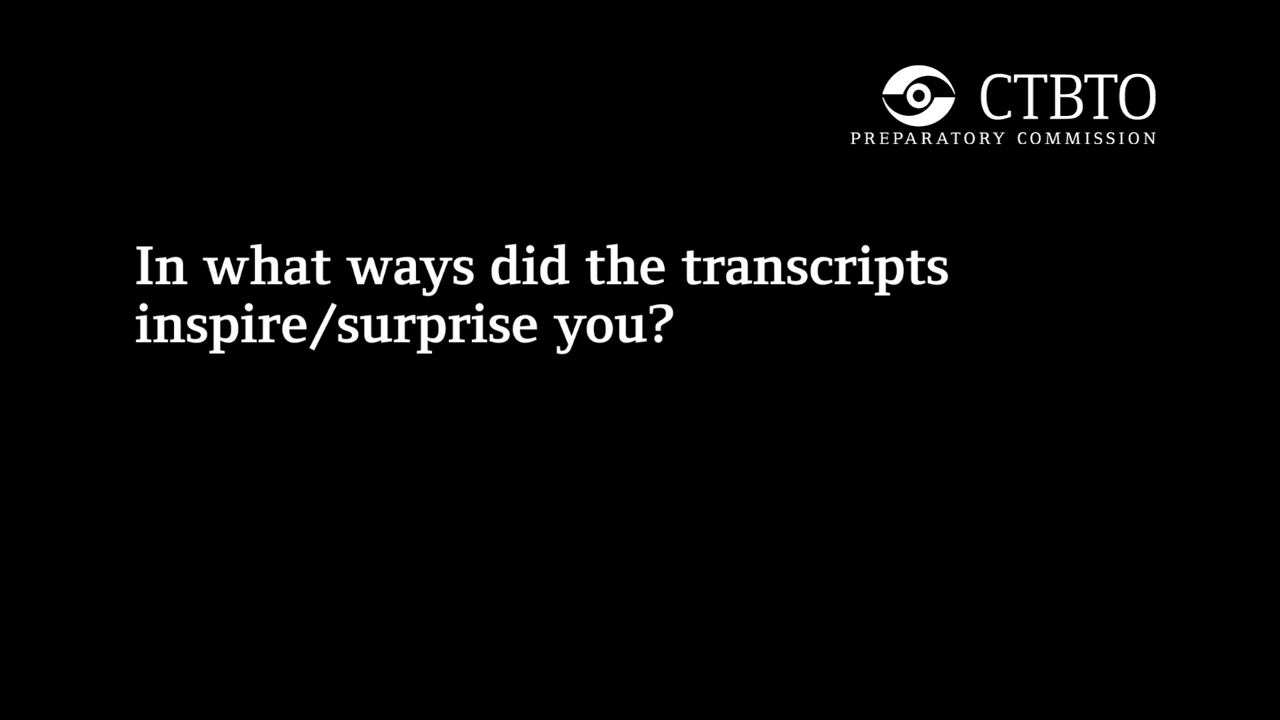 CTBTO
PREPARATORY COMMISSION
In what ways did the transcripts
inspire/surprise you?